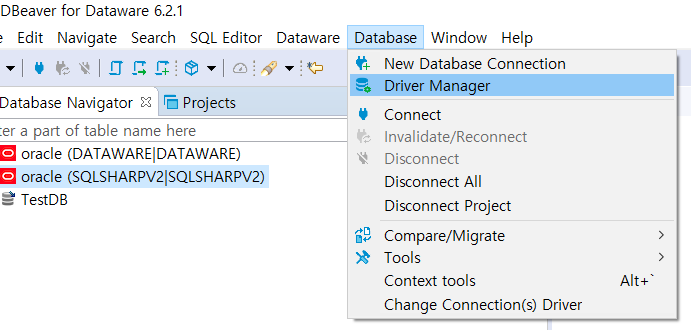 DBeaver for Dataware 6.2.1
Edit Navigate Search SQL Editor Dataware Database Window Help
New Database Connection
Driver Manager
Database Navigator Projects
Connect
er a part of table name here
Invalidate/Reconnect
oracle (DATAWARE|DATAWARE)
Disconnect
oracle (SQLSHARPV2|SQLSHARPV2)
Disconnect All
TestDB
Disconnect Project
Compare/Migrate
Tools
Context tools Alt+`
Change Connection(s) Driver